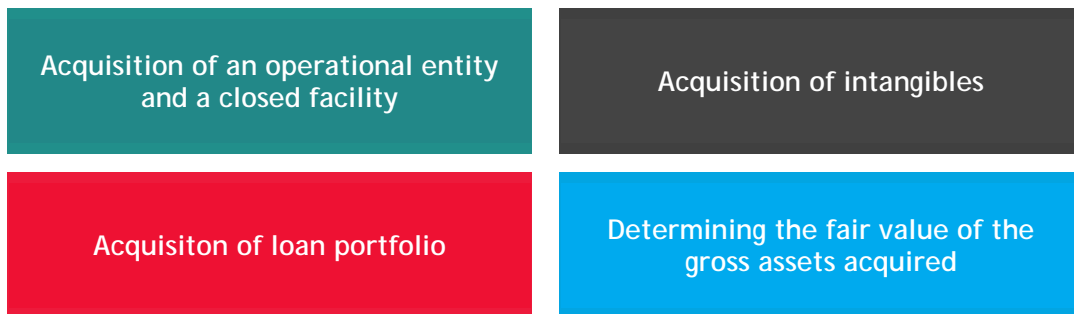 Acquisition of an operational entity
and a closed facility
Acquisition of intangibles
Acquisiton of loan portfolio
Determining the fair value of the
gross assets acquired